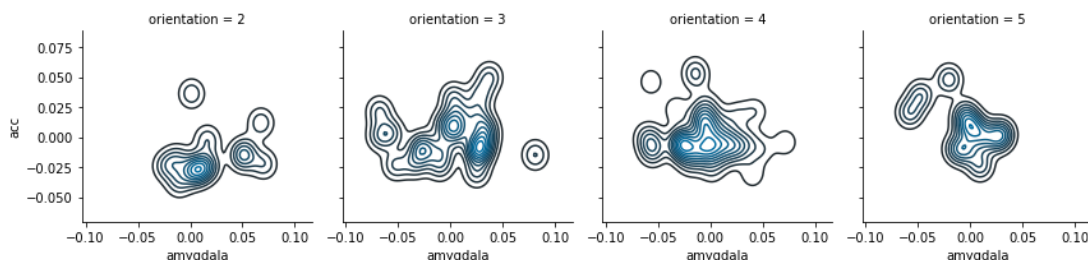 orientation = 2
orientation = 3
orientation = 4
orientation = 5
acc
0.075
0.050
0.025
0.000
−0.025
−0.050
−0.10 −0.05 0.00 0.05 0.10
−0.10 −0.05 0.00 0.05 0.10
−0.10 −0.05 0.00 0.05 0.10
−0.10 −0.05 0.00 0.05 0.10
amygdala
amygdala
amygdala
amygdala